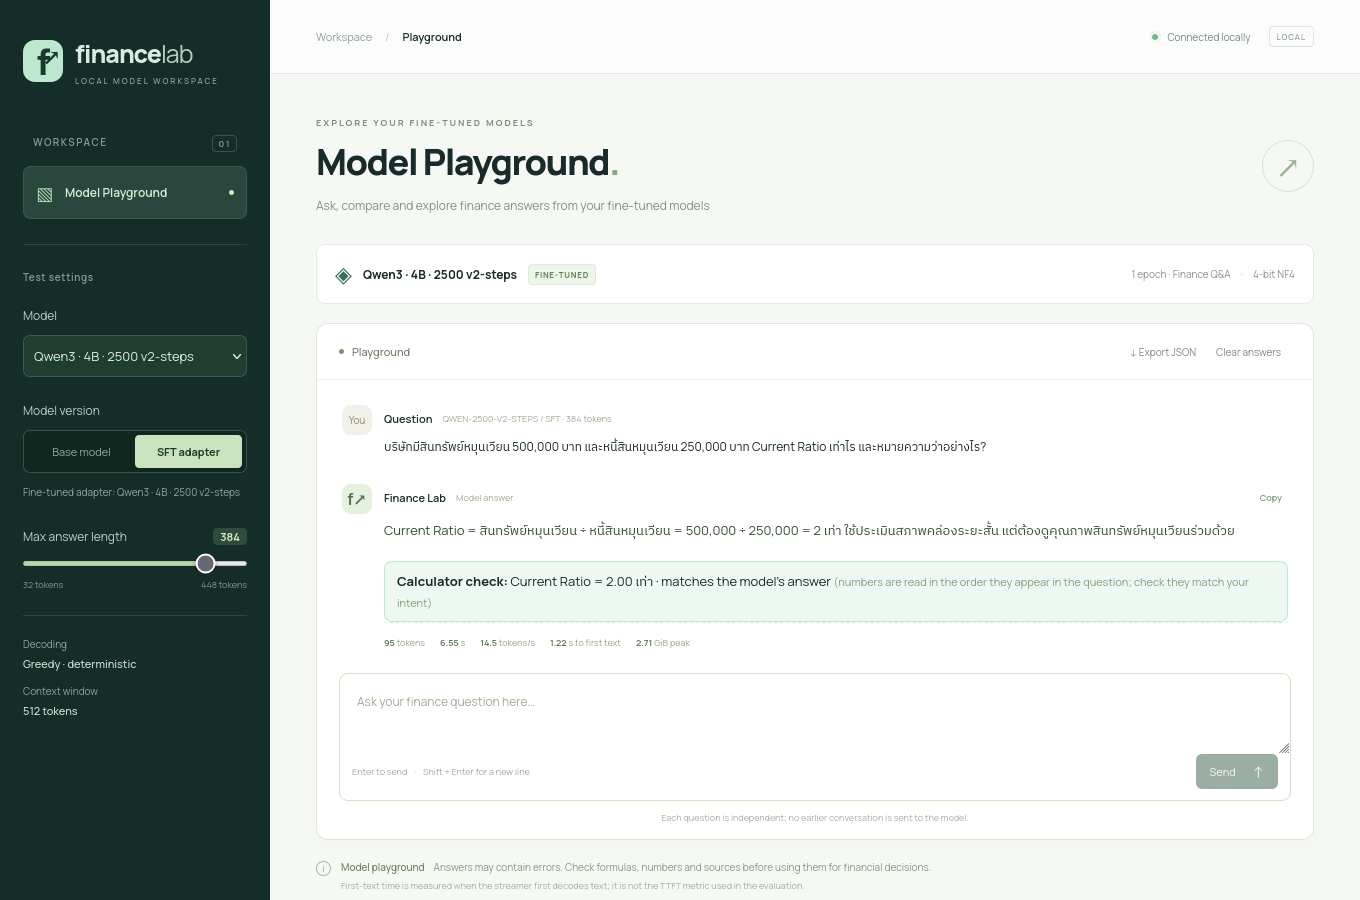 financelab
LOCAL MODEL WORKSPACE
WORKSPACE
01
Model Playground
Test settings
Model
Qwen3 · 4B · 2500 v2-steps
Model version
Base model
SFT adapter
Fine-tuned adapter: Qwen3 · 4B · 2500 v2-steps
Max answer length
384
32 tokens
448 tokens
Decoding
Greedy · deterministic
Context window
512 tokens
Workspace / Playground
Connected locally
LOCAL
EXPLORE YOUR FINE-TUNED MODELS
Model Playground.
Ask, compare and explore finance answers from your fine-tuned models
Qwen3 · 4B · 2500 v2-steps
FINE-TUNED
1 epoch · Finance Q&A · 4-bit NF4
Playground
↓ Export JSON
Clear answers
You
Question
QWEN-2500-V2-STEPS / SFT · 384 tokens
บริษัทมีสินทรัพย์หมุนเวียน 500,000 บาท และหนี้สินหมุนเวียน 250,000 บาท Current Ratio เท่าไร และหมายความว่าอย่างไร?
f↗
Finance Lab
Model answer
Copy
Current Ratio = สินทรัพย์หมุนเวียน ÷ หนี้สินหมุนเวียน = 500,000 ÷ 250,000 = 2 เท่า ใช้ประเมินสภาพคล่องระยะสั้น แต่ต้องดูคุณภาพสินทรัพย์หมุนเวียนร่วมด้วย
Calculator check: Current Ratio = 2.00 เท่า · matches the model's answer (numbers are read in the order they appear in the question; check they match your
intent)
95 tokens 6.55 s 14.5 tokens/s 1.22 s to first text 2.71 GiB peak
Ask your finance question here...
Enter to send · Shift + Enter for a new line
Send ↑
Each question is independent; no earlier conversation is sent to the model.
Model playground Answers may contain errors. Check formulas, numbers and sources before using them for financial decisions.
First-text time is measured when the streamer first decodes text; it is not the TTFT metric used in the evaluation.